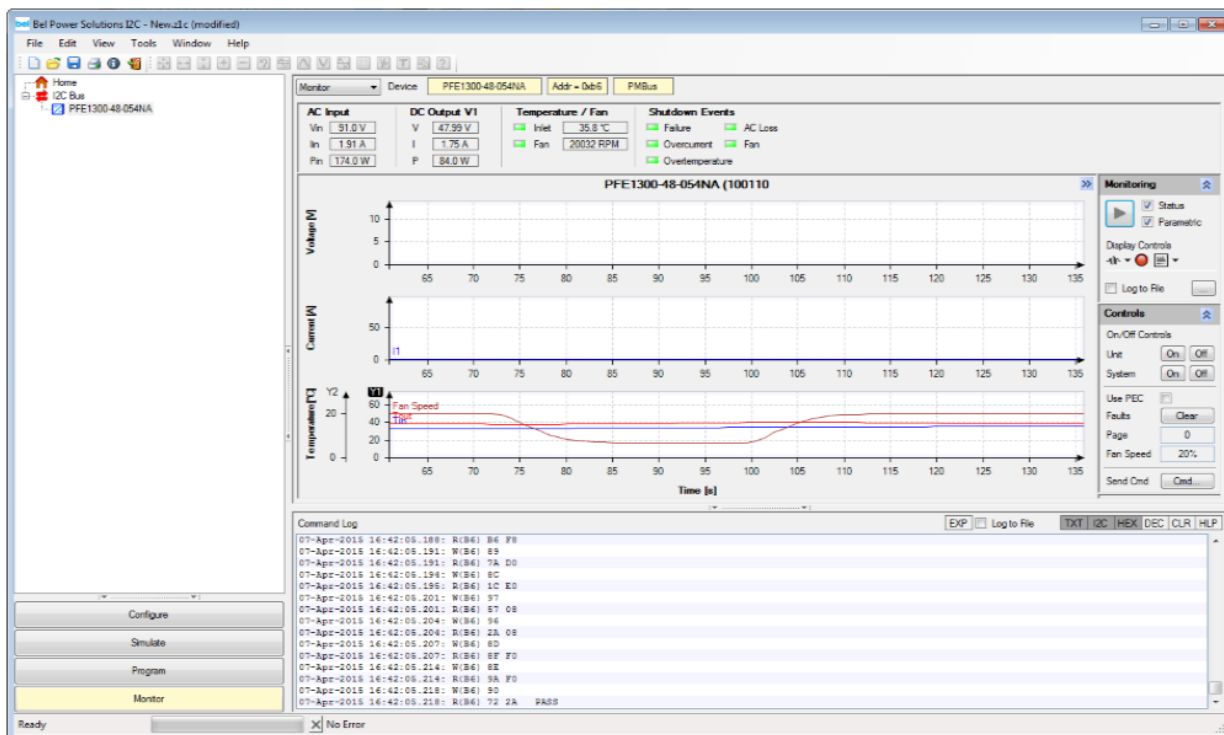 bel Bel Power Solutions I2C - New.z1c (modified)
File Edit View Tools Window Help
Home
I2C Bus
PFE1300-48-054NA
Monitor Device PFE1300-48-054NA Addr = 0xb6 PMBus
AC Input DC Output V1 Temperature / Fan Shutdown Events
Vin 91.0 V V 47.99 V Inlet 35.8 °C Failure AC Loss
Iin 1.91 A I 1.75 A Fan 20032 RPM Overcurrent Fan
Pin 174.0 W P 84.0 W Overtemperature
PFE1300-48-054NA (100110
Voltage [V]
10
5
0
65 70 75 80 85 90 95 100 105 110 115 120 125 130 135
Current [A]
50
0
I1
65 70 75 80 85 90 95 100 105 110 115 120 125 130 135
Temperature [°C]
Y2 Y1
20 0
60 40 20 0
Fan Speed
Tout
65 70 75 80 85 90 95 100 105 110 115 120 125 130 135
Time [s]
Monitoring
Status
Parametric
Display Controls
Log to File ...
Controls
On/Off Controls
Unit On Off
System On Off
Use PEC
Faults Clear
Page 0
Fan Speed 20%
Send Cmd Cmd...
Command Log EXP Log to File TXT I2C HEX DEC CLR HLP
07-Apr-2015 16:42:05.188: R(B6) B6 F8
07-Apr-2015 16:42:05.191: W(B6) 89
07-Apr-2015 16:42:05.191: R(B6) 7A D0
07-Apr-2015 16:42:05.194: W(B6) 8C
07-Apr-2015 16:42:05.195: R(B6) 1C E0
07-Apr-2015 16:42:05.201: W(B6) 97
07-Apr-2015 16:42:05.201: R(B6) 57 08
07-Apr-2015 16:42:05.204: W(B6) 96
07-Apr-2015 16:42:05.204: R(B6) 2A 08
07-Apr-2015 16:42:05.207: W(B6) 8D
07-Apr-2015 16:42:05.207: R(B6) 8F F0
07-Apr-2015 16:42:05.214: W(B6) 8E
07-Apr-2015 16:42:05.214: R(B6) 9A F0
07-Apr-2015 16:42:05.218: W(B6) 90
07-Apr-2015 16:42:05.218: R(B6) 72 2A PASS
Configure
Simulate
Program
Monitor
Ready No Error